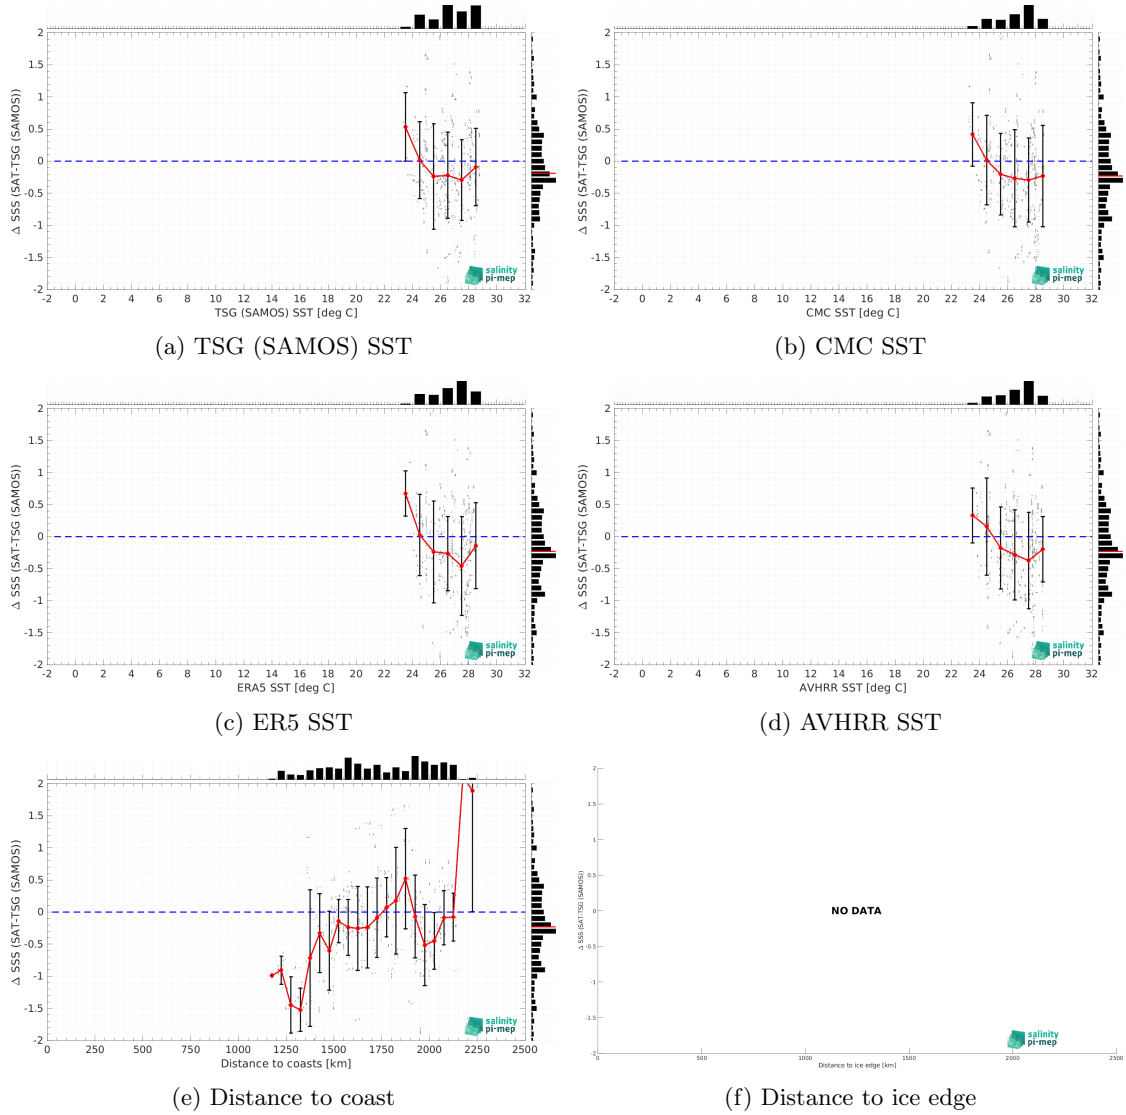 2
1.5
1
0.5
0
-0.5
-1
-1.5
-2
Δ SSS (SAT-TSG (SAMOS))
salinity
pi-mep
-2 0 2 4 6 8 10 12 14 16 18 20 22 24 26 28 30 32
TSG (SAMOS) SST [deg C]
(a) TSG (SAMOS) SST
2
1.5
1
0.5
0
-0.5
-1
-1.5
-2
Δ SSS (SAT-TSG (SAMOS))
salinity
pi-mep
-2 0 2 4 6 8 10 12 14 16 18 20 22 24 26 28 30 32
CMC SST [deg C]
(b) CMC SST
2
1.5
1
0.5
0
-0.5
-1
-1.5
-2
Δ SSS (SAT-TSG (SAMOS))
salinity
pi-mep
-2 0 2 4 6 8 10 12 14 16 18 20 22 24 26 28 30 32
ERA5 SST [deg C]
(c) ER5 SST
2
1.5
1
0.5
0
-0.5
-1
-1.5
-2
Δ SSS (SAT-TSG (SAMOS))
salinity
pi-mep
-2 0 2 4 6 8 10 12 14 16 18 20 22 24 26 28 30 32
AVHRR SST [deg C]
(d) AVHRR SST
2
1.5
1
0.5
0
-0.5
-1
-1.5
-2
Δ SSS (SAT-TSG (SAMOS))
salinity
pi-mep
0 250 500 750 1000 1250 1500 1750 2000 2250 2500
Distance to coasts [km]
(e) Distance to coast
2
1.5
1
0.5
0
-0.5
-1
-1.5
-2
Δ SSS (SAT-TSG (SAMOS))
NO DATA
salinity
pi-mep
0 500 1000 1500 2000 2500
Distance to ice edge [km]
(f) Distance to ice edge